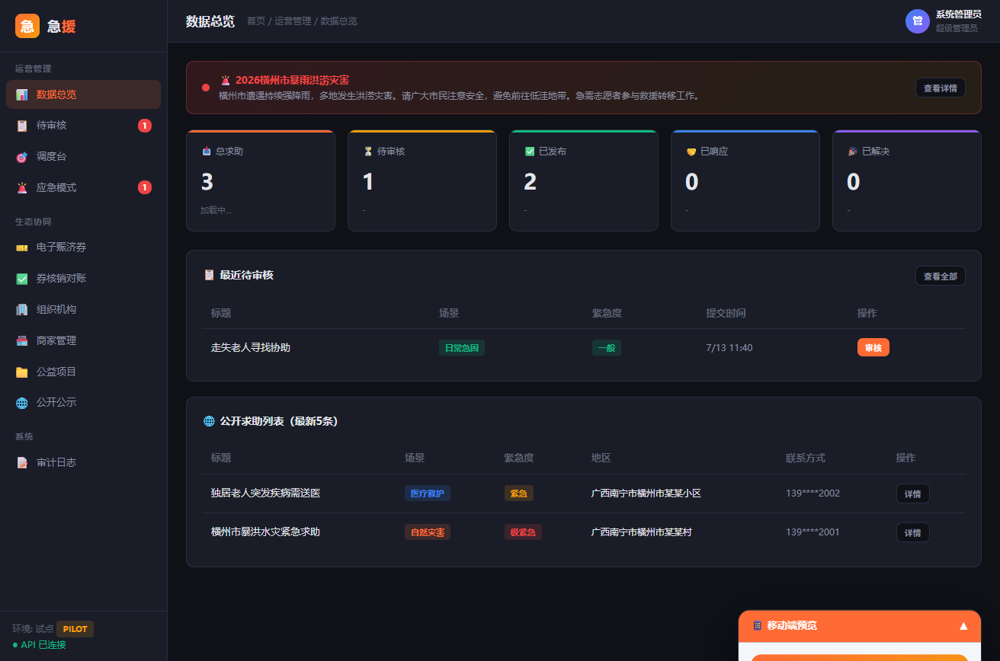 急 急援
数据总览 首页 / 运营管理 / 数据总览
管 系统管理员
超级管理员
运营管理
数据总览
待审核 1
调度台
应急模式 1
生态协同
电子赈济券
券核销对账
组织机构
商家管理
公益项目
公开公示
系统
审计日志
环境: 试点 PILOT
API 已连接
2026横州市暴雨洪涝灾害
横州市遭遇持续强降雨，多地发生洪涝灾害。请广大市民注意安全，避免前往低洼地带。急需志愿者参与救援转移工作。
查看详情
总求助 待审核 已发布 已响应 已解决
3 1 2 0 0
加载中... - - - -
最近待审核 查看全部
标题 场景 紧急度 提交时间 操作
走失老人寻找协助 日常急困 一般 7/13 11:40 审核
公开求助列表（最新5条）
标题 场景 紧急度 地区 联系方式 操作
独居老人突发疾病需送医 医疗救护 紧急 广西南宁市横州市某某小区 139****2002 详情
横州市暴洪水灾紧急求助 自然灾害 极紧急 广西南宁市横州市某某村 139****2001 详情
移动端预览 ▲